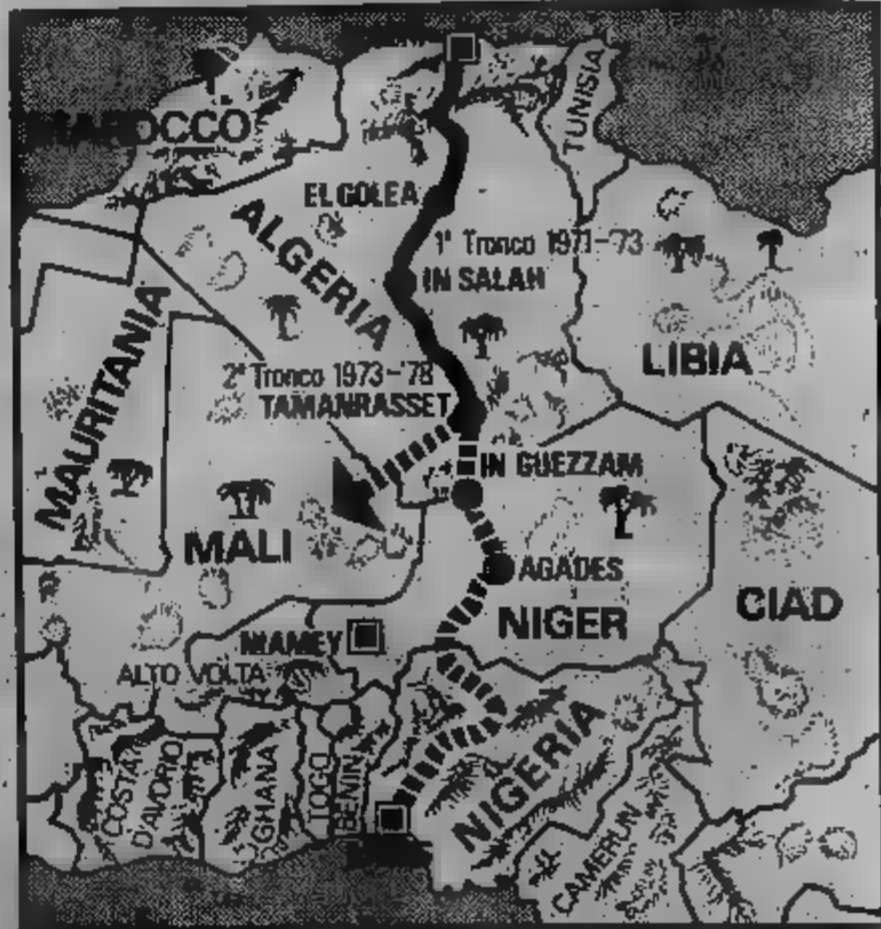 MAROCCO
TUNISIA
EL GOLEA
ALGERIA
1° Tronco 1971-'73
IN SALAH
LIBIA
MAURITANIA
2° Tronco 1973-'78
TAMANRASSET
IN GUEZZAM
MALI
AGADES
CIAD
NIGER
NIAMEY
ALTO VOLTA
COSTA
D'AVORIO
GHANA
TOGO
BENIN
NIGERIA
CAMERUN